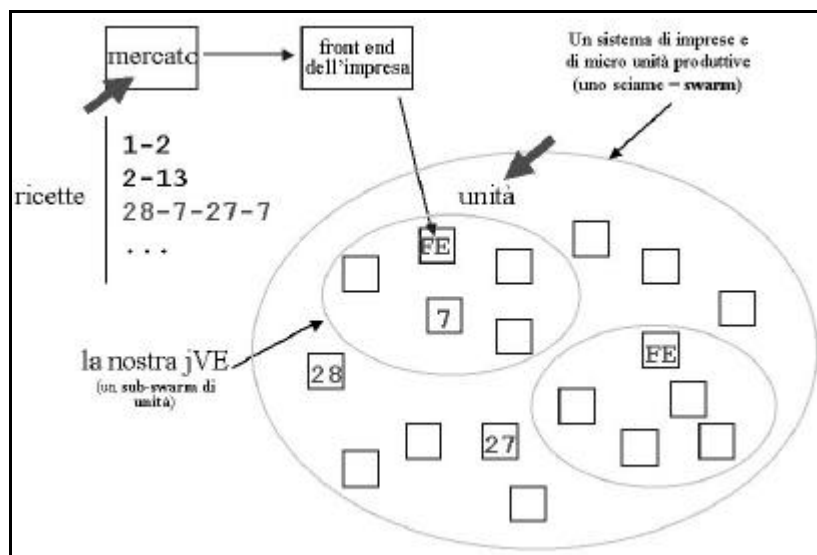 mercato
front end
dell'impresa
Un sistema di imprese e
di micro unità produttive
(uno sciame – swarm)
ricette
1-2
2-13
28-7-27-7
...
unità
FE
7
la nostra jVE
(un sub-swarm di
unità)
28
FE
27